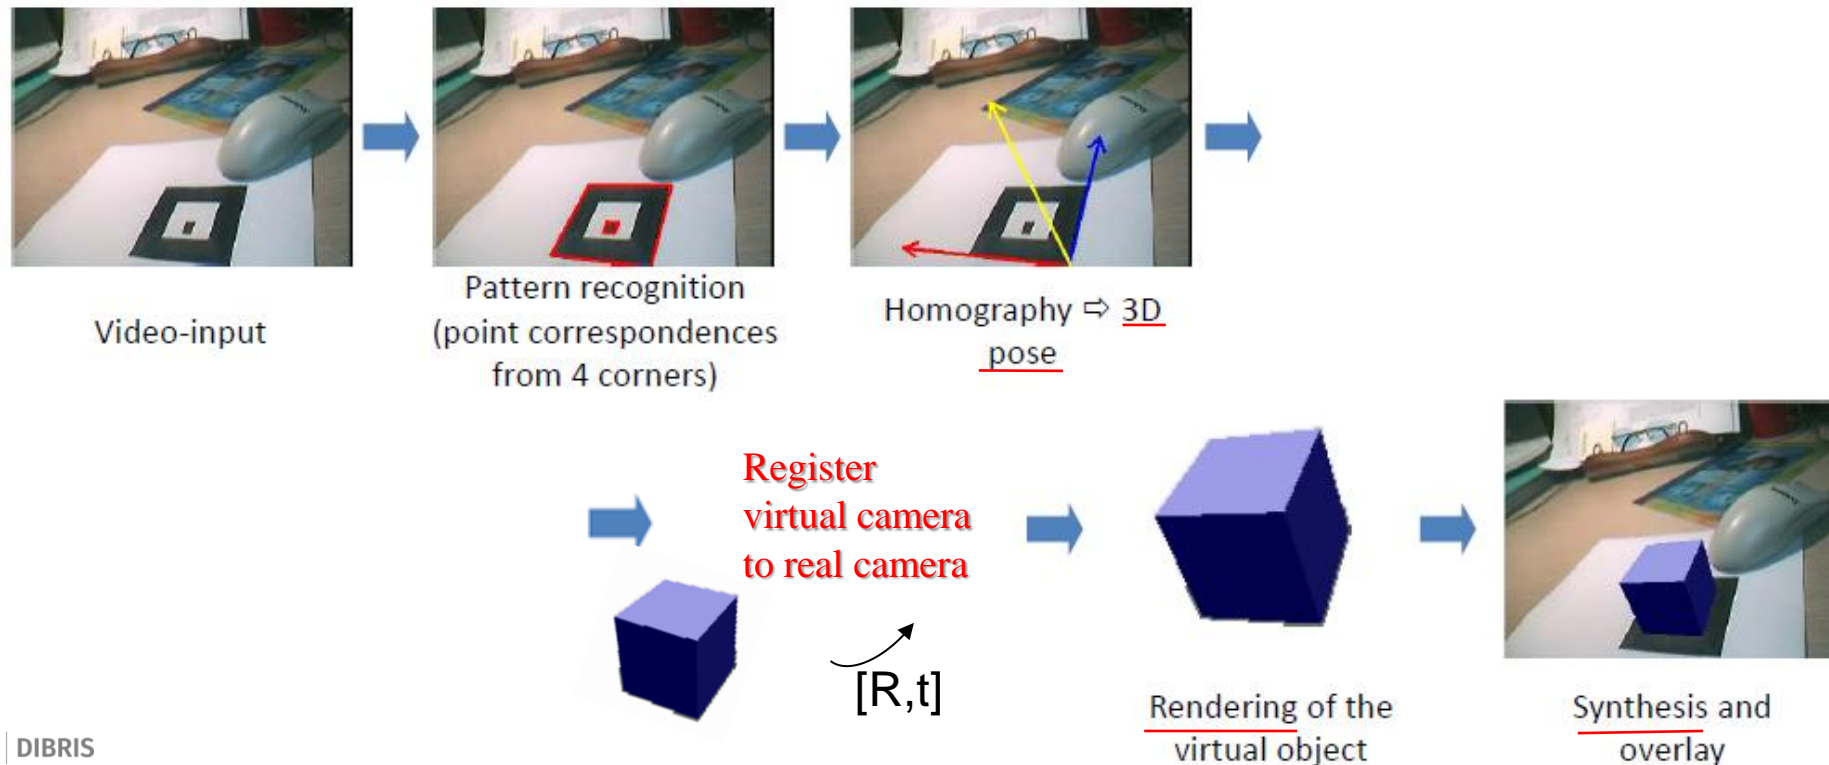 Video-input
Pattern recognition
(point correspondences
from 4 corners)
Homography ⇨ 3D
pose
Register
virtual camera
to real camera
[R,t]
Rendering of the
virtual object
Synthesis and
overlay
DIBRIS